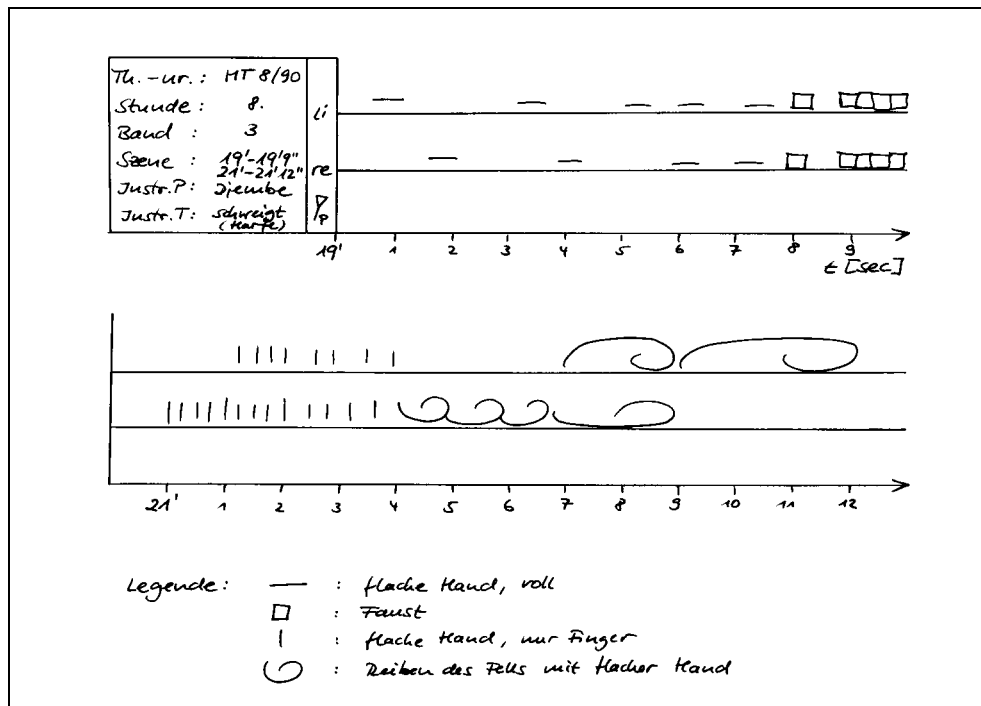 Th.-nr.: MT 8/90
Stunde: 8.
Band : 3
Szene : 19'-19'9"
21'-21'12"
Instr.P: Djembe
Instr.T: schweigt
(Harfe)
li
re
P
19' 1 2 3 4 5 6 7 8 9
t [sec]
21' 1 2 3 4 5 6 7 8 9 10 11 12
Legende: — : flache Hand, voll
□ : Faust
| : flache Hand, nur Finger
: Reiben des Fells mit flacher Hand